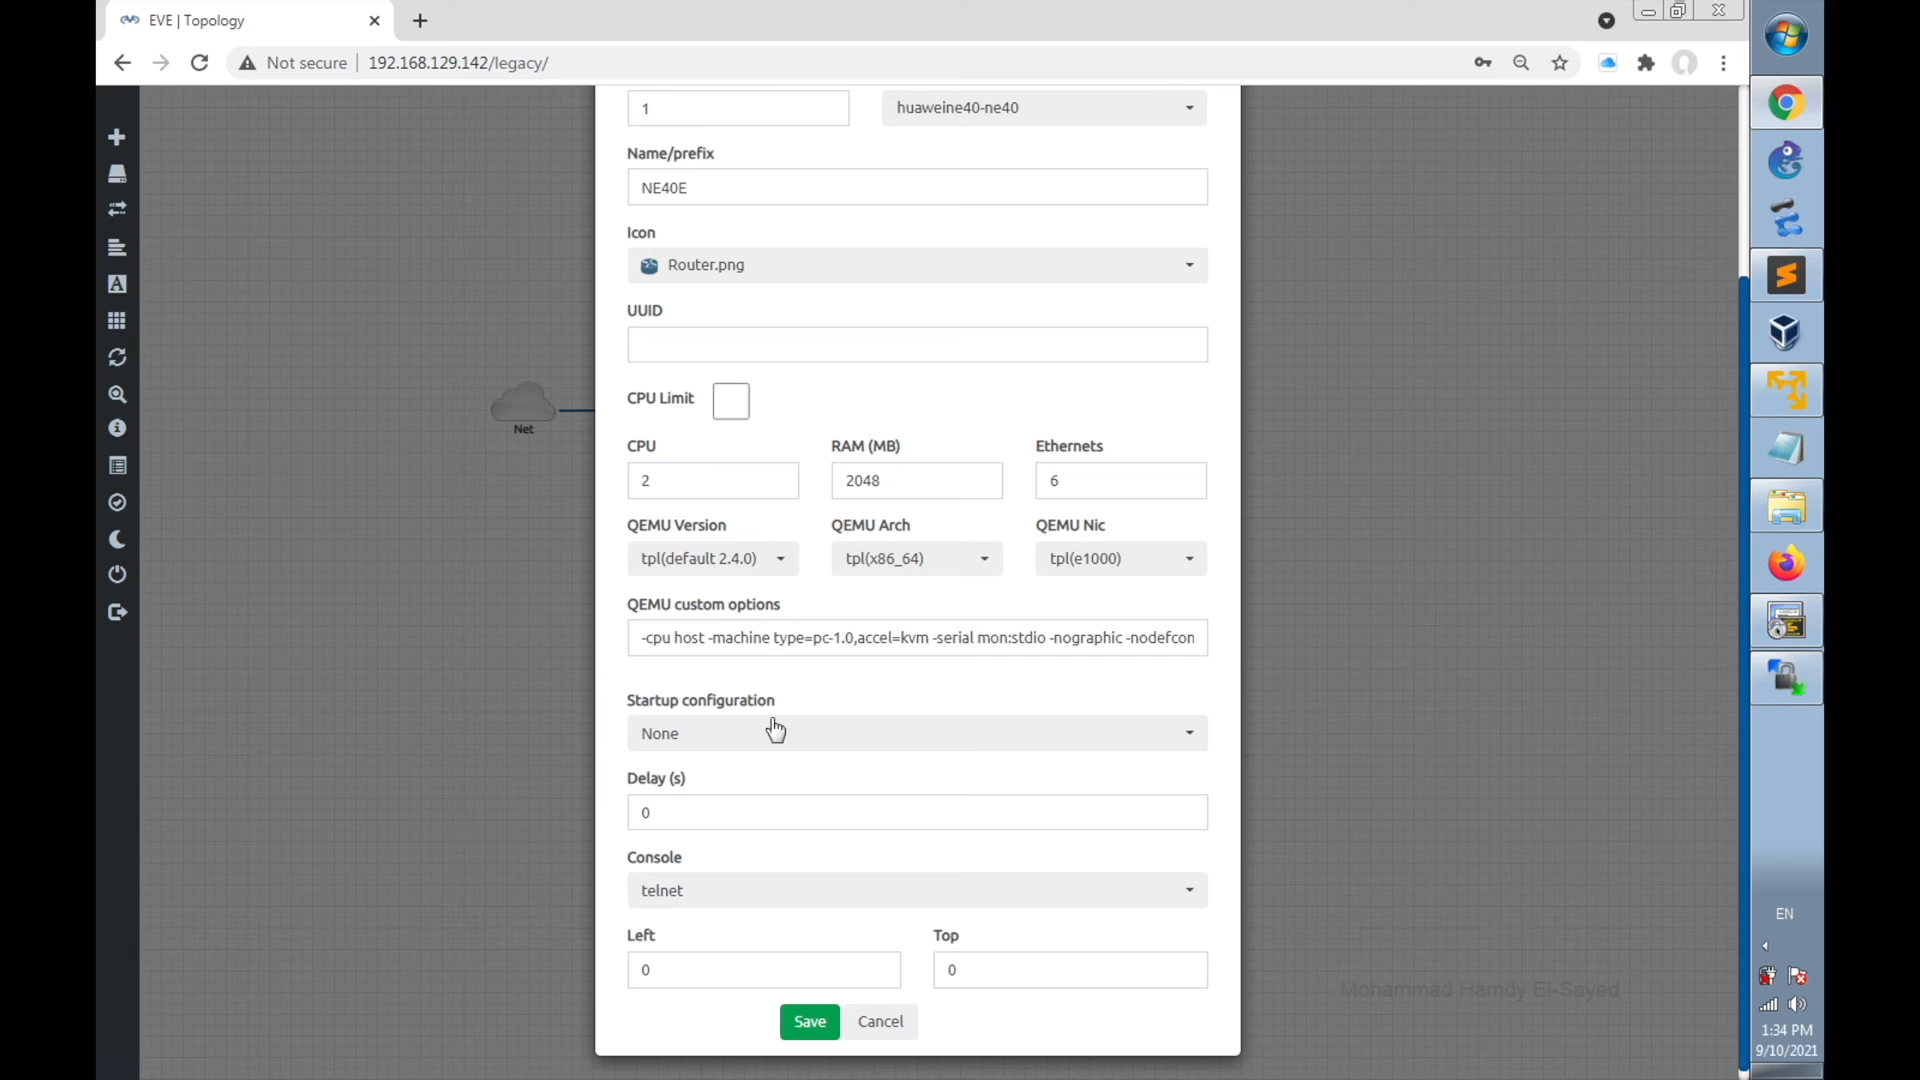 EVE | Topology
Not secure
192.168.129.142/legacy/
1
huaweine40-ne40
Name/prefix
NE40E
Icon
Router.png
UUID
CPU Limit
CPU
RAM (MB)
Ethernets
2
2048
6
QEMU Version
QEMU Arch
QEMU Nic
tpl(default 2.4.0)
tpl(x86_64)
tpl(e1000)
QEMU custom options
-cpu host -machine type=pc-1.0,accel=kvm -serial mon:stdio -nographic -nodefcon
Startup configuration
None
Delay (s)
0
Console
telnet
Left
Top
0
0
Save
Cancel
Net
A
Mohammad Hamdy El-Sayed
EN
1:34 PM
9/10/2021